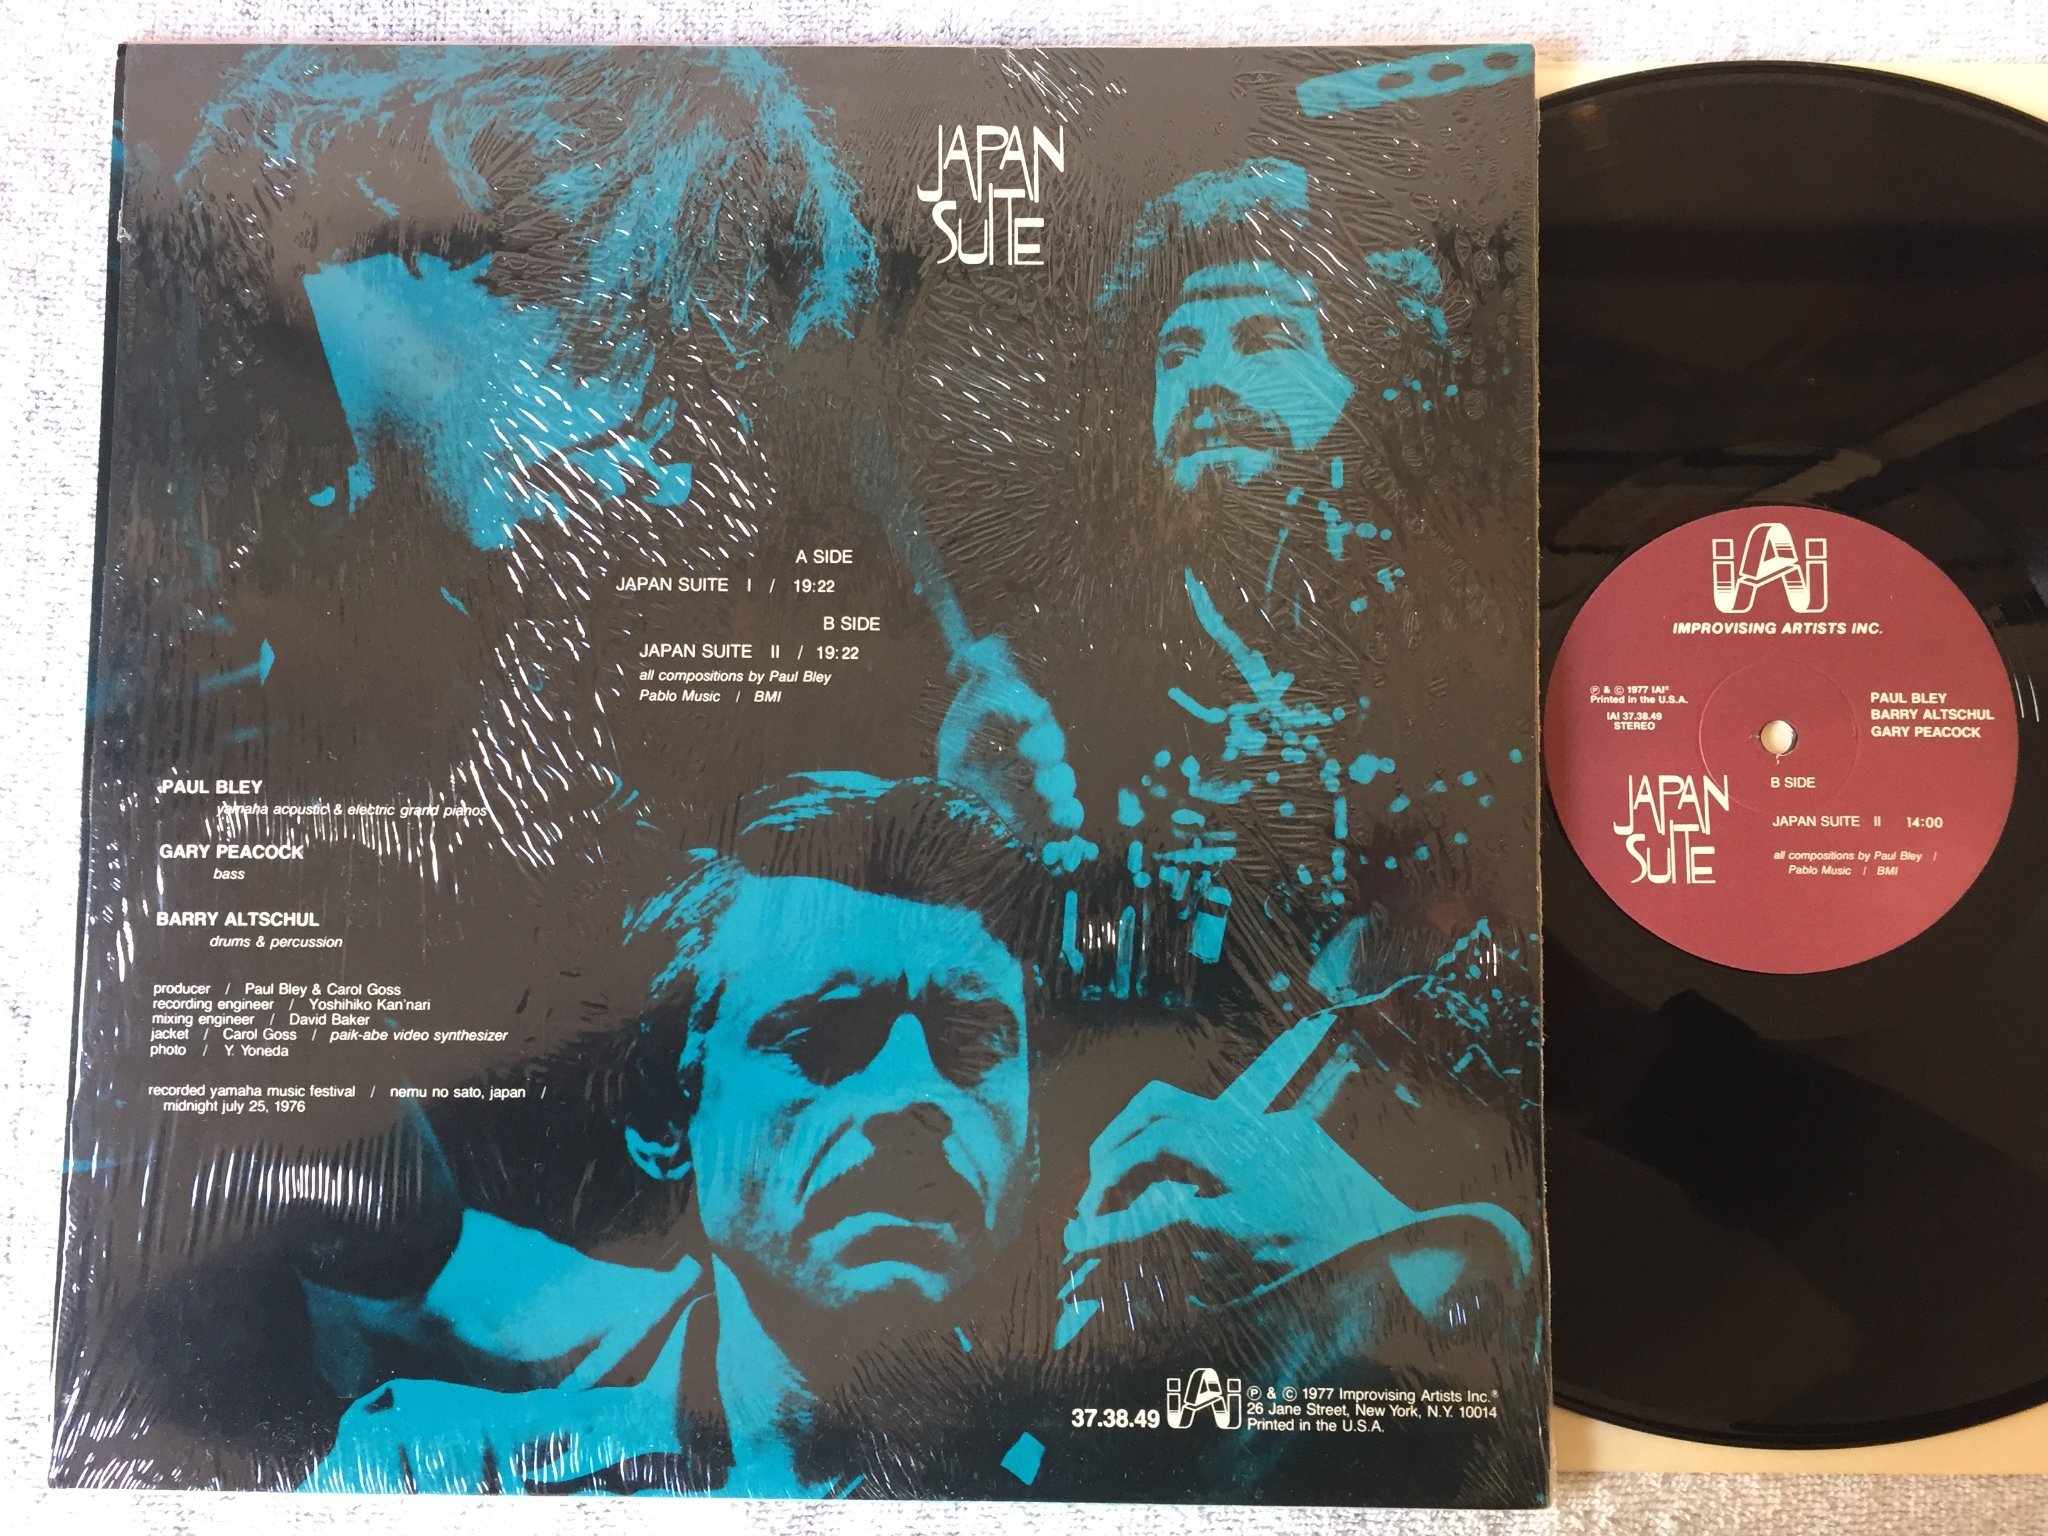 JAPAN
SUITE
A SIDE
JAPAN SUITE I / 19:22
B SIDE
JAPAN SUITE II / 19:22
all compositions by Paul Bley
Pablo Music / BMI
PAUL BLEY
yamaha acoustic & electric grand pianos
GARY PEACOCK
bass
BARRY ALTSCHUL
drums & percussion
producer / Paul Bley & Carol Goss
recording engineer / Yoshihiko Kan'nari
mixing engineer / David Baker
jacket / Carol Goss / paik-abe video synthesizer
photo / Y. Yoneda
recorded yamaha music festival / nemu no sato, japan /
midnight july 25, 1976
37.38.49
iAi
℗ & © 1977 Improvising Artists Inc.®
26 Jane Street, New York, N.Y. 10014
Printed in the U.S.A.
iAi
IMPROVISING ARTISTS INC.
℗ & © 1977 IAI®
Printed in the U.S.A.
IAI 37.38.49
STEREO
PAUL BLEY
BARRY ALTSCHUL
GARY PEACOCK
JAPAN
SUITE
B SIDE
JAPAN SUITE II 14:00
all compositions by Paul Bley /
Pablo Music / BMI